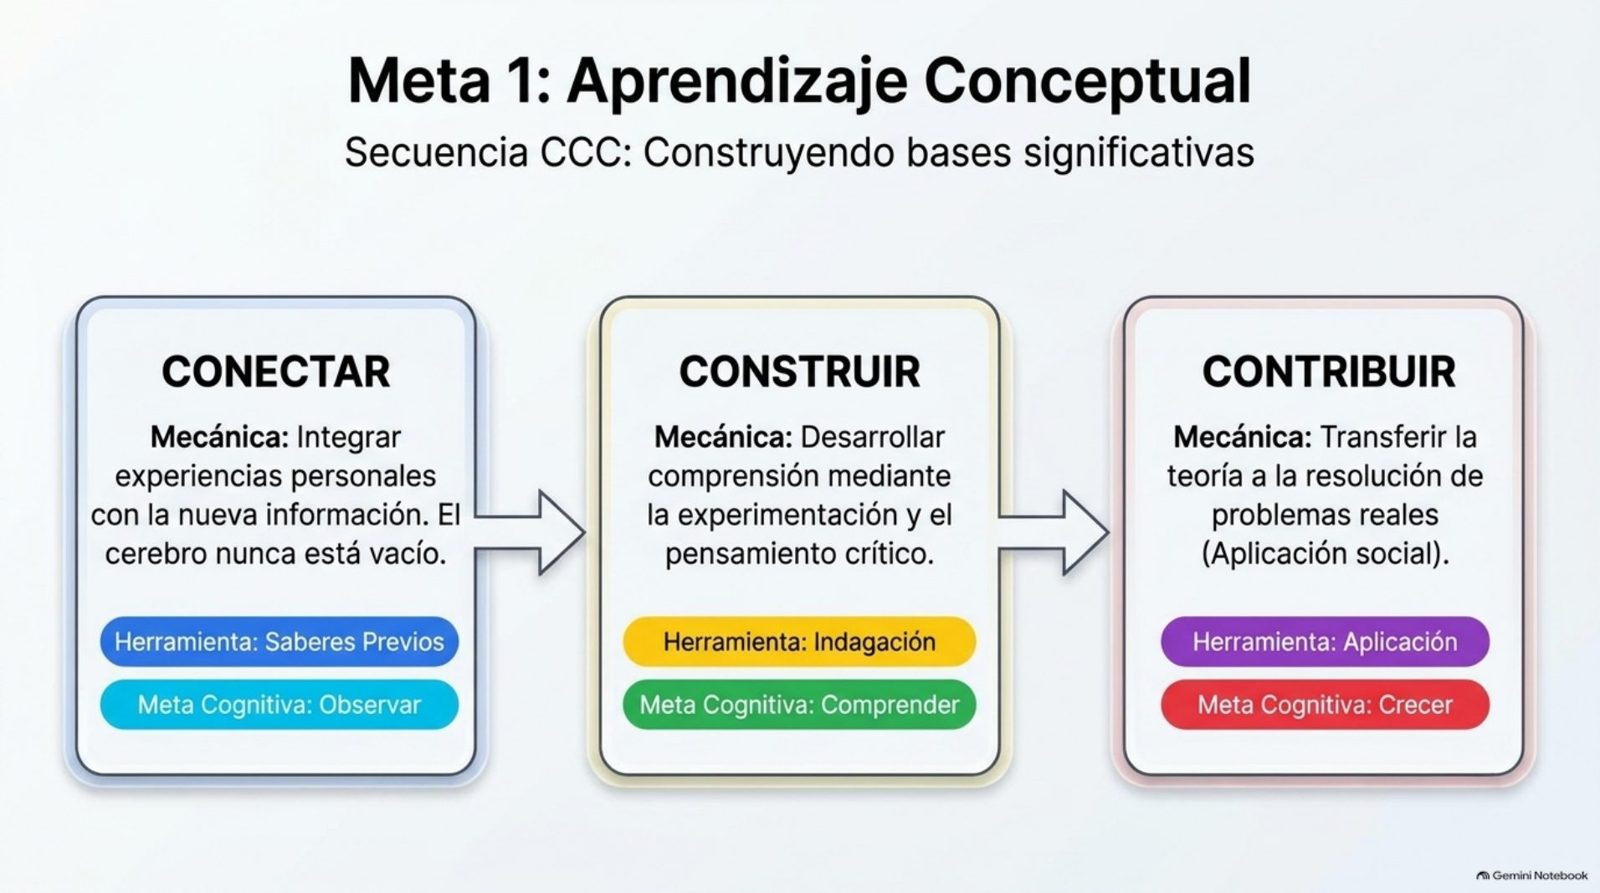 Meta 1: Aprendizaje Conceptual
Secuencia CCC: Construyendo bases significativas
CONECTAR
Mecánica: Integrar
experiencias personales
con la nueva información. El
cerebro nunca está vacío.
Herramienta: Saberes Previos
Meta Cognitiva: Observar
CONSTRUIR
Mecánica: Desarrollar
comprensión mediante
la experimentación y el
pensamiento crítico.
Herramienta: Indagación
Meta Cognitiva: Comprender
CONTRIBUIR
Mecánica: Transferir la
teoría a la resolución de
problemas reales
(Aplicación social).
Herramienta: Aplicación
Meta Cognitiva: Crecer
Gemini Notebook